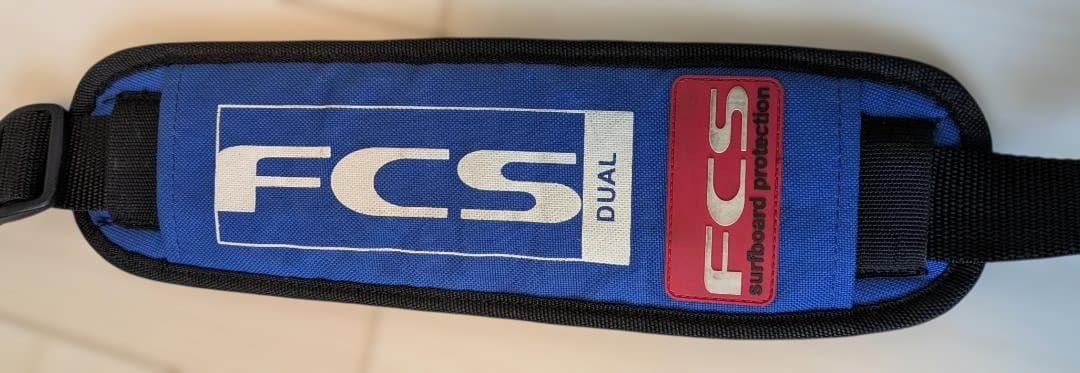 FCS
DUAL
FCS
surfboard protection